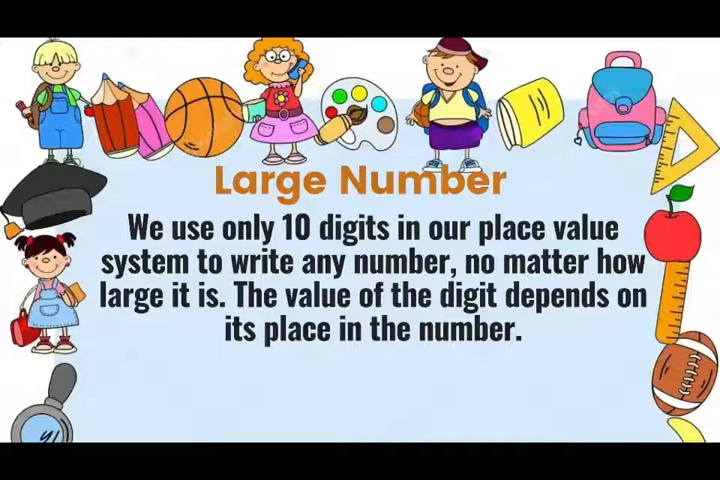 Large Number
We use only 10 digits in our place value
system to write any number, no matter how
large it is. The value of the digit depends on
its place in the number.